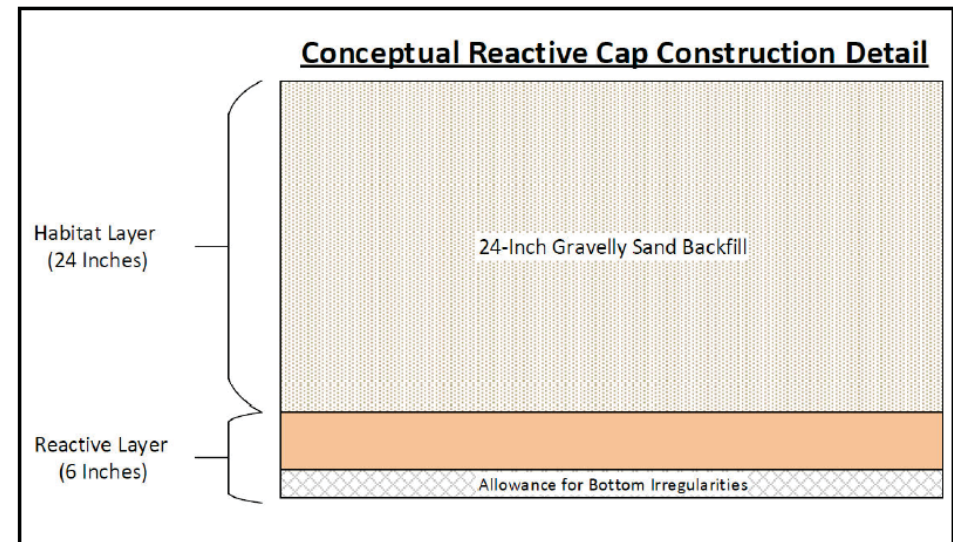 Conceptual Reactive Cap Construction Detail
Habitat Layer
(24 Inches)
24-Inch Gravelly Sand Backfill
Reactive Layer
(6 Inches)
Allowance for Bottom Irregularities